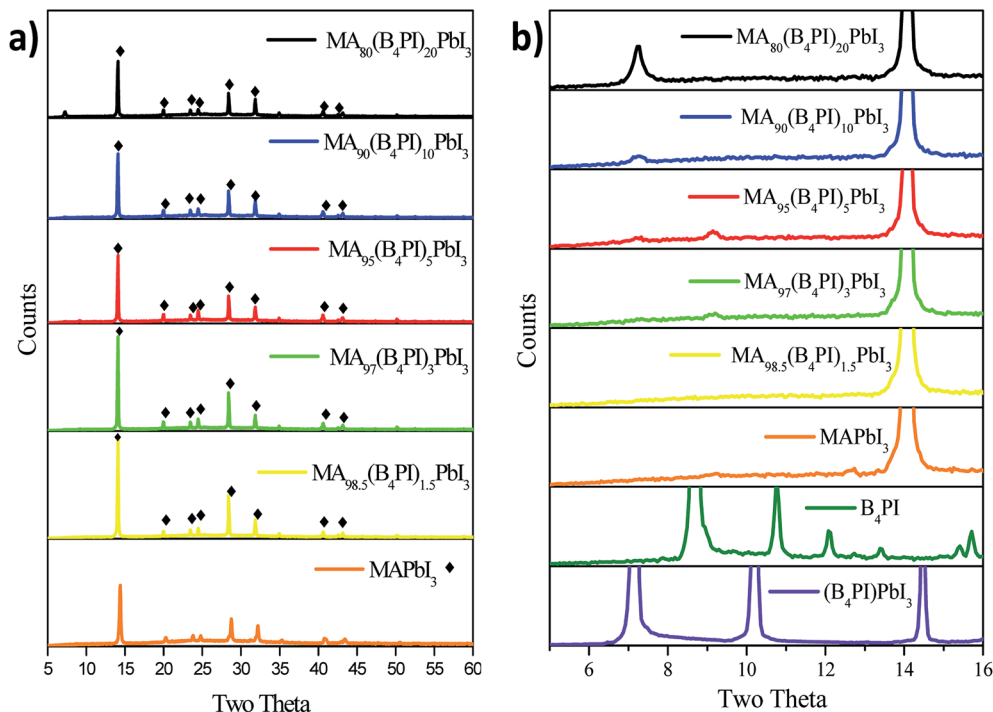 a)
MA80(B4PI)20PbI3
MA90(B4PI)10PbI3
MA95(B4PI)5PbI3
MA97(B4PI)3PbI3
MA98.5(B4PI)1.5PbI3
MAPbI3
Counts
5 10 15 20 25 30 35 40 45 50 55 60
Two Theta
b)
MA80(B4PI)20PbI3
MA90(B4PI)10PbI3
MA95(B4PI)5PbI3
MA97(B4PI)3PbI3
MA98.5(B4PI)1.5PbI3
MAPbI3
B4PI
(B4PI)PbI3
Counts
6 8 10 12 14 16
Two Theta